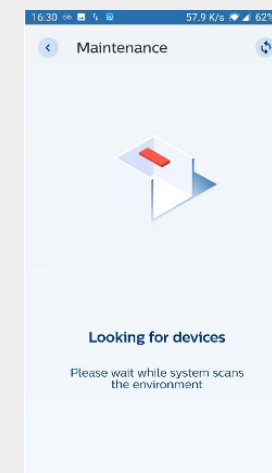 16:30 57.9 K/s 62%
Maintenance
Looking for devices
Please wait while system scans
the environment